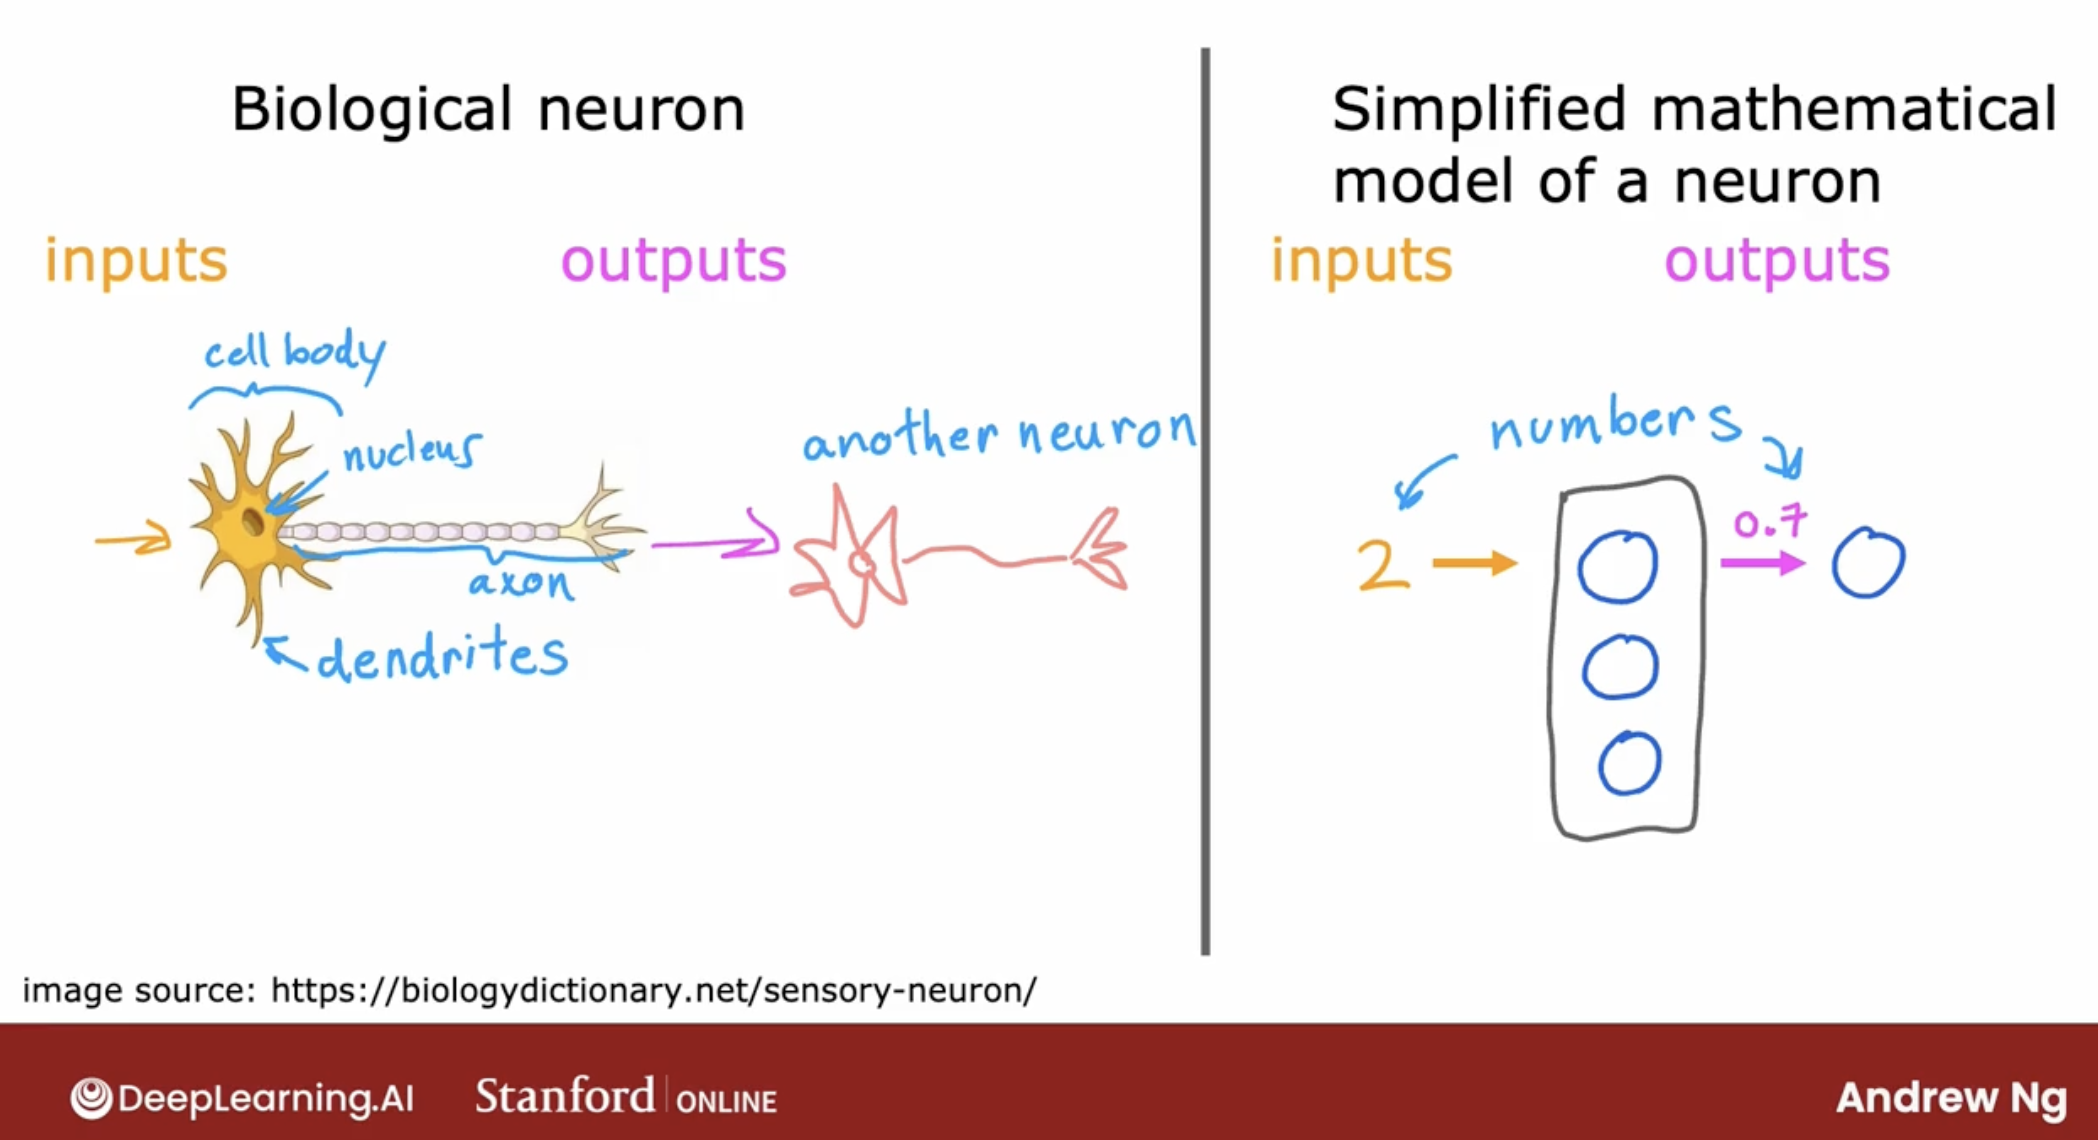 Biological neuron
inputs
outputs
cell body
nucleus
another neuron
axon
dendrites
Simplified mathematical
model of a neuron
inputs
outputs
numbers
2
0.7
image source: https://biologydictionary.net/sensory-neuron/
DeepLearning.AI
Stanford ONLINE
Andrew Ng